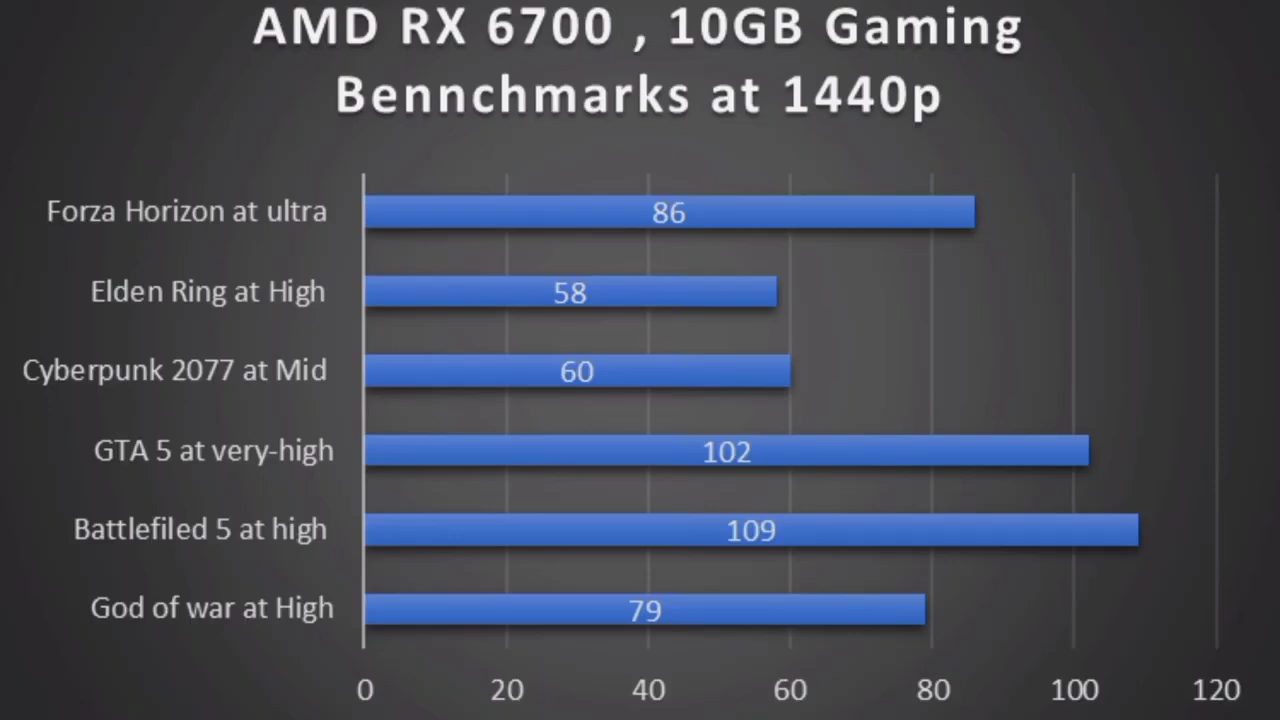 AMD RX 6700 , 10GB Gaming
Bennchmarks at 1440p
Forza Horizon at ultra
86
Elden Ring at High
58
Cyberpunk 2077 at Mid
60
GTA 5 at very-high
102
Battlefiled 5 at high
109
God of war at High
79
0 20 40 60 80 100 120